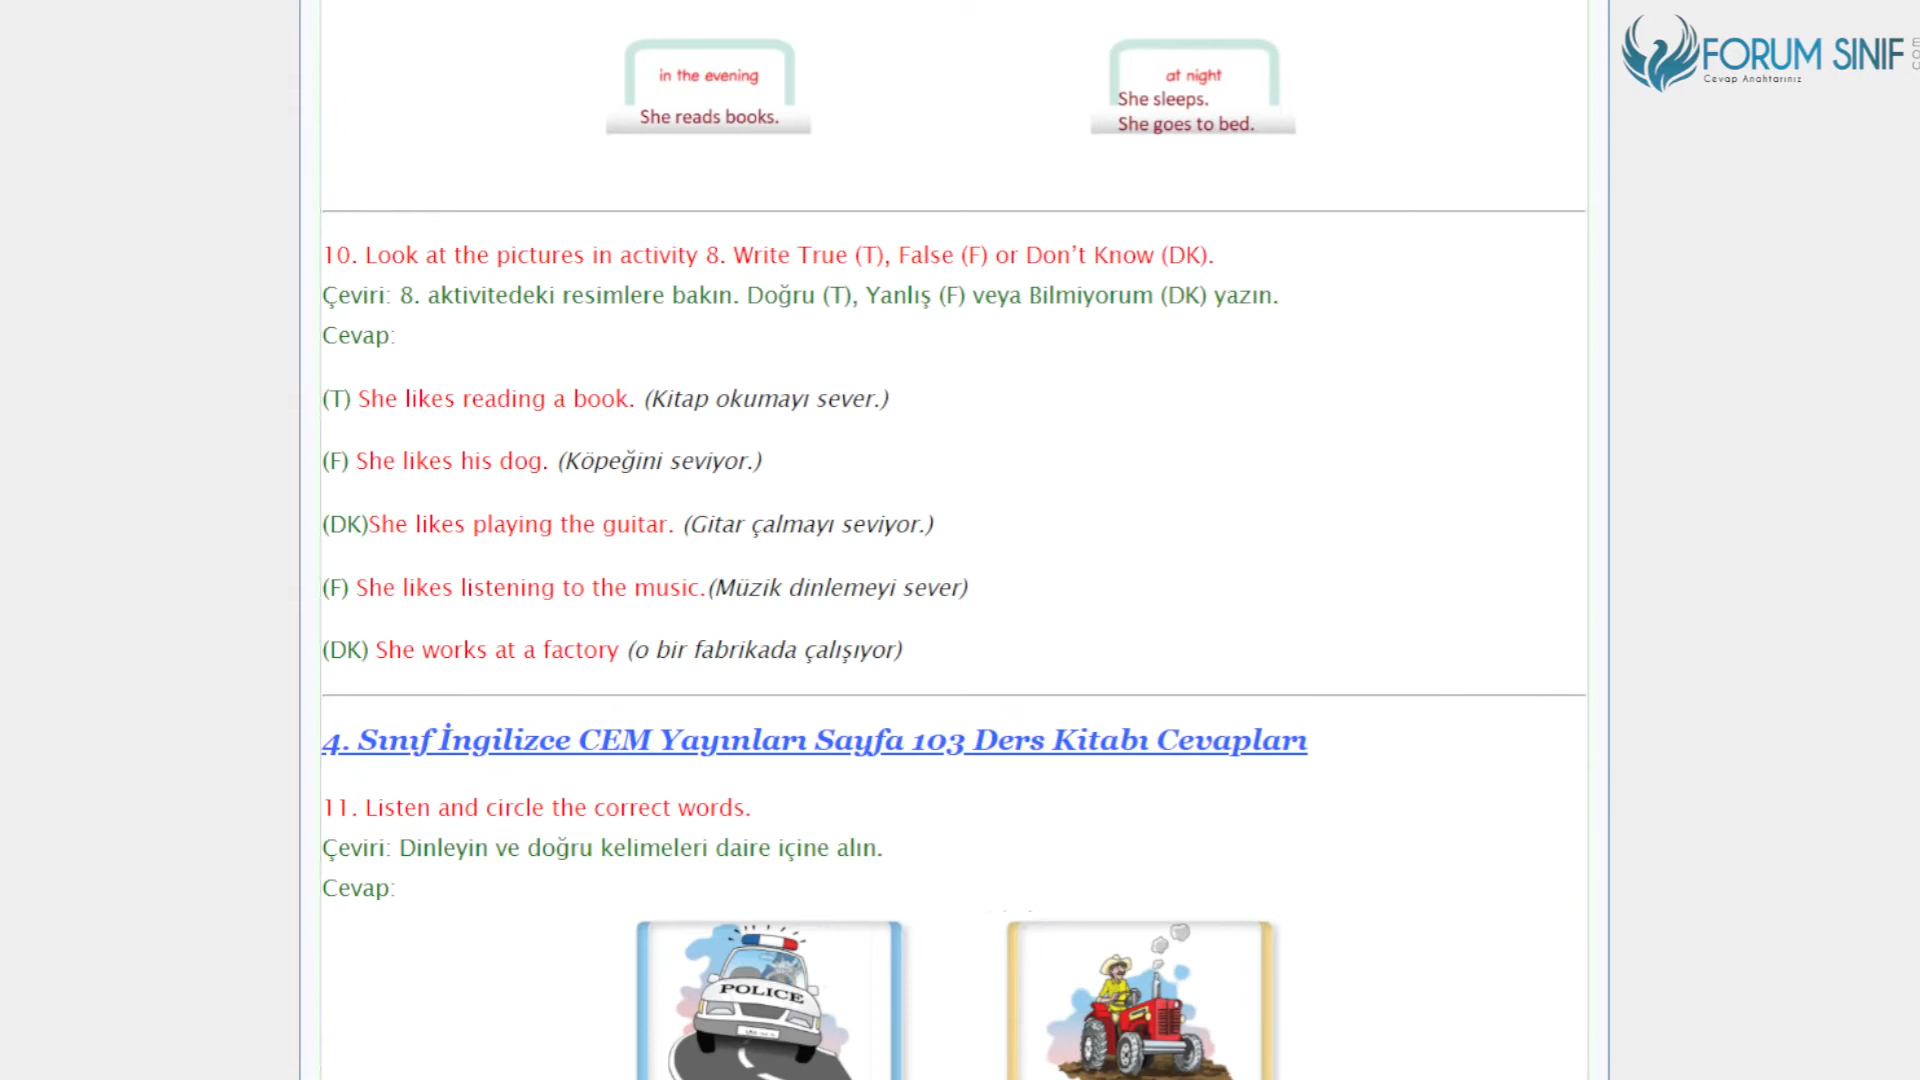 FORUM SINIF
Cevap Anahtarınız
in the evening
She reads books.
at night
She sleeps.
She goes to bed.
10. Look at the pictures in activity 8. Write True (T), False (F) or Don’t Know (DK).
Çeviri: 8. aktivitedeki resimlere bakın. Doğru (T), Yanlış (F) veya Bilmiyorum (DK) yazın.
Cevap:
(T) She likes reading a book. (Kitap okumayı sever.)
(F) She likes his dog. (Köpeğini seviyor.)
(DK)She likes playing the guitar. (Gitar çalmayı seviyor.)
(F) She likes listening to the music.(Müzik dinlemeyi sever)
(DK) She works at a factory (o bir fabrikada çalışıyor)
4. Sınıf İngilizce CEM Yayınları Sayfa 103 Ders Kitabı Cevapları
11. Listen and circle the correct words.
Çeviri: Dinleyin ve doğru kelimeleri daire içine alın.
Cevap:
POLICE